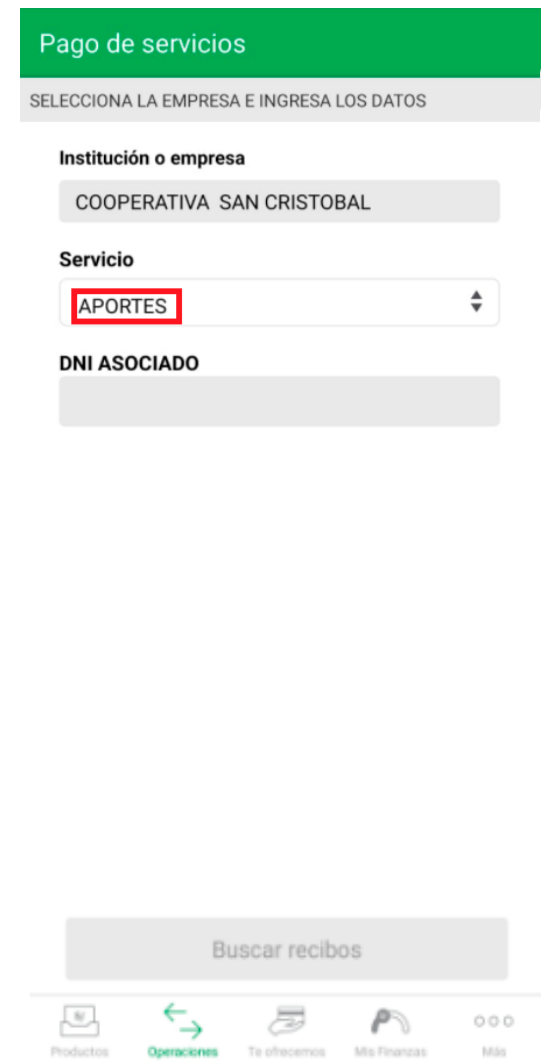 Pago de servicios
SELECCIONA LA EMPRESA E INGRESA LOS DATOS
Institución o empresa
COOPERATIVA SAN CRISTOBAL
Servicio
APORTES
DNI ASOCIADO
Buscar recibos
Productos Operaciones Te ofrecemos Mis Finanzas Más